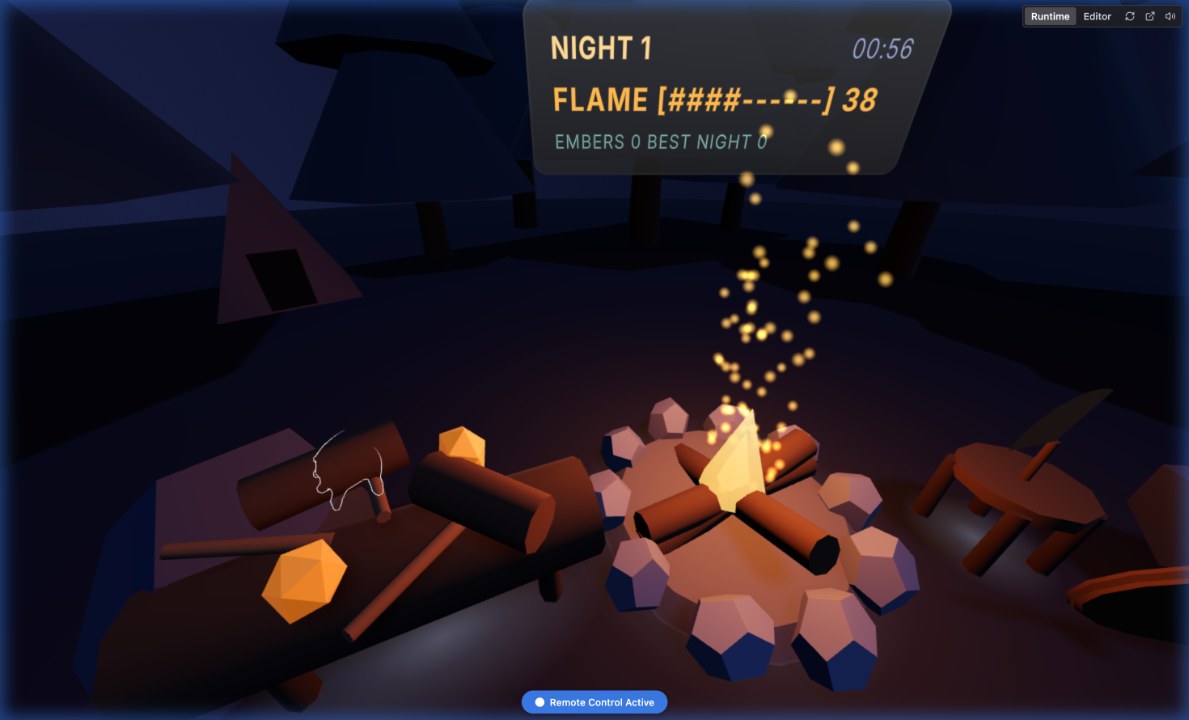 Runtime Editor
NIGHT 1 00:56
FLAME [####------] 38
EMBERS 0 BEST NIGHT 0
Remote Control Active